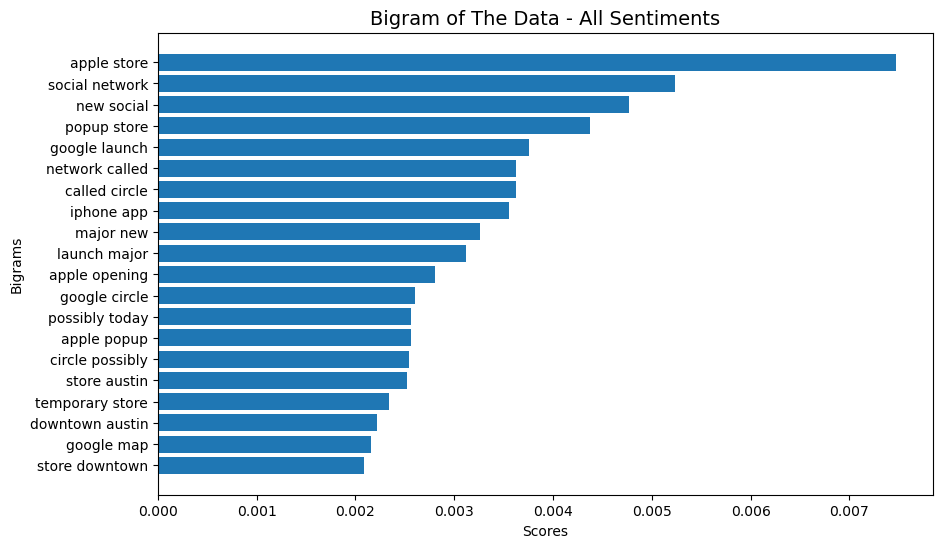 Bigram of The Data - All Sentiments
apple store
social network
new social
popup store
google launch
network called
called circle
iphone app
major new
launch major
apple opening
google circle
possibly today
apple popup
circle possibly
store austin
temporary store
downtown austin
google map
store downtown
Bigrams
0.000 0.001 0.002 0.003 0.004 0.005 0.006 0.007
Scores